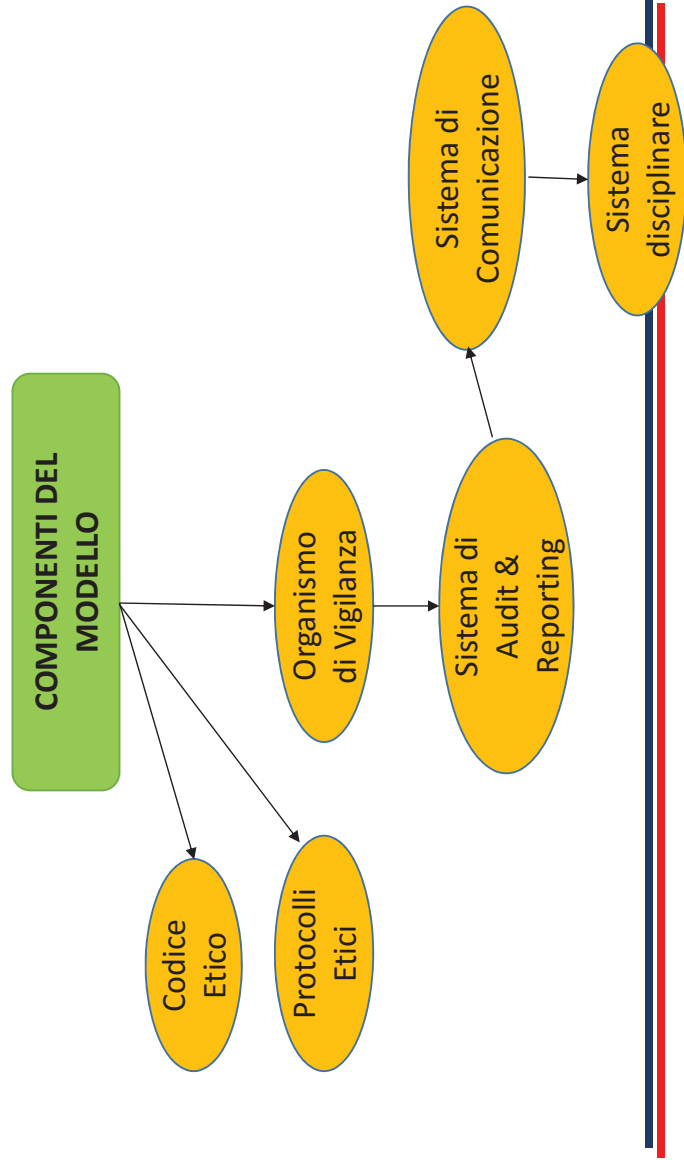 COMPONENTI DEL
MODELLO
Codice
Etico
Protocolli
Etici
Organismo
di Vigilanza
Sistema di
Audit &
Reporting
Sistema di
Comunicazione
Sistema
disciplinare